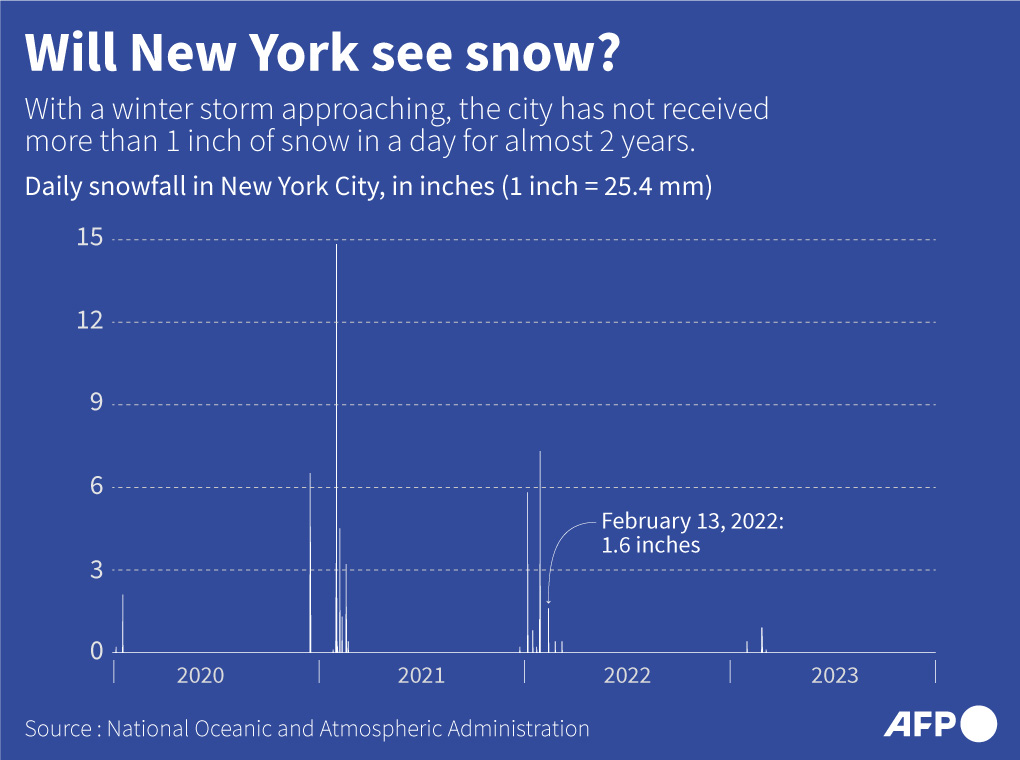 Will New York see snow?
With a winter storm approaching, the city has not received
more than 1 inch of snow in a day for almost 2 years.
Daily snowfall in New York City, in inches (1 inch = 25.4 mm)
15
12
9
6
February 13, 2022:
1.6 inches
3
0
2020 2021 2022 2023
Source : National Oceanic and Atmospheric Administration
AFP